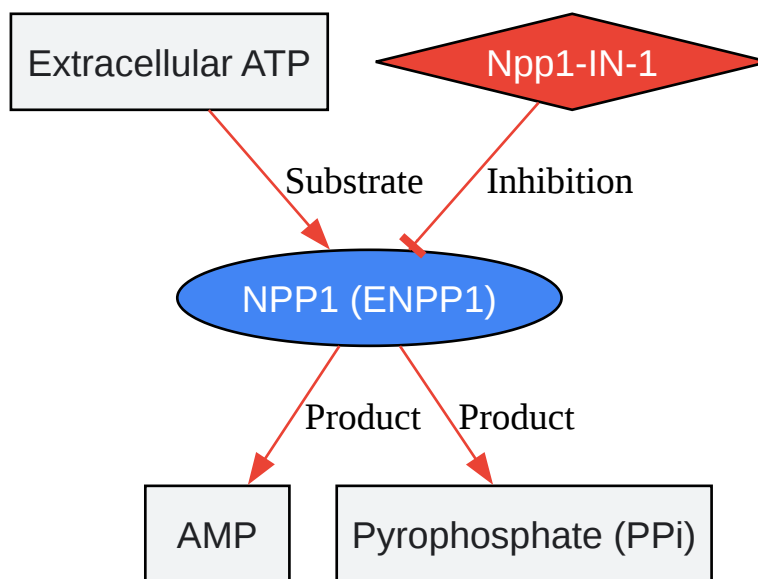 Extracellular ATP
Npp1-IN-1
Substrate
Inhibition
NPP1 (ENPP1)
Product
Product
AMP
Pyrophosphate (PPi)